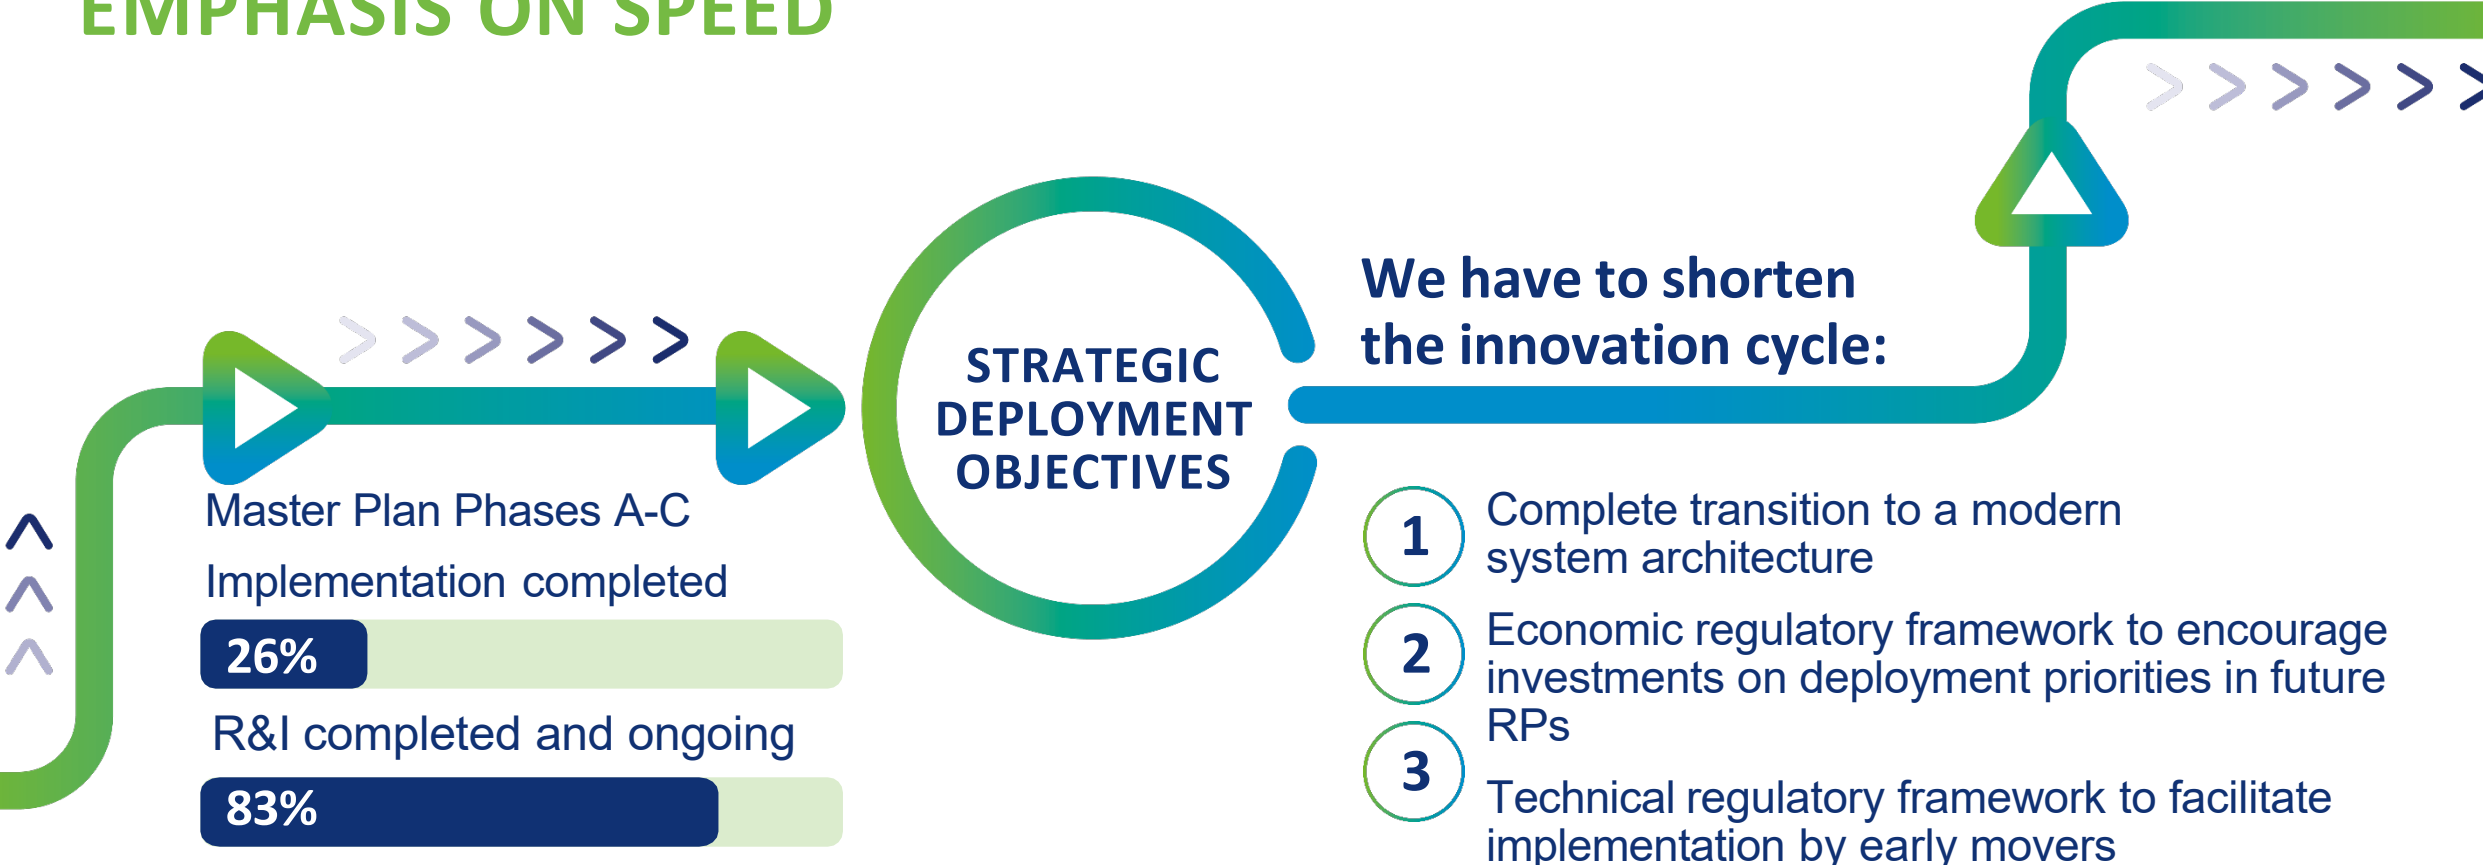 EMPHASIS ON SPEED
Master Plan Phases A-C
Implementation completed
26%
R&I completed and ongoing
83%
STRATEGIC
DEPLOYMENT
OBJECTIVES
We have to shorten
the innovation cycle:
1
Complete transition to a modern
system architecture
2
Economic regulatory framework to encourage
investments on deployment priorities in future
RPs
3
Technical regulatory framework to facilitate
implementation by early movers